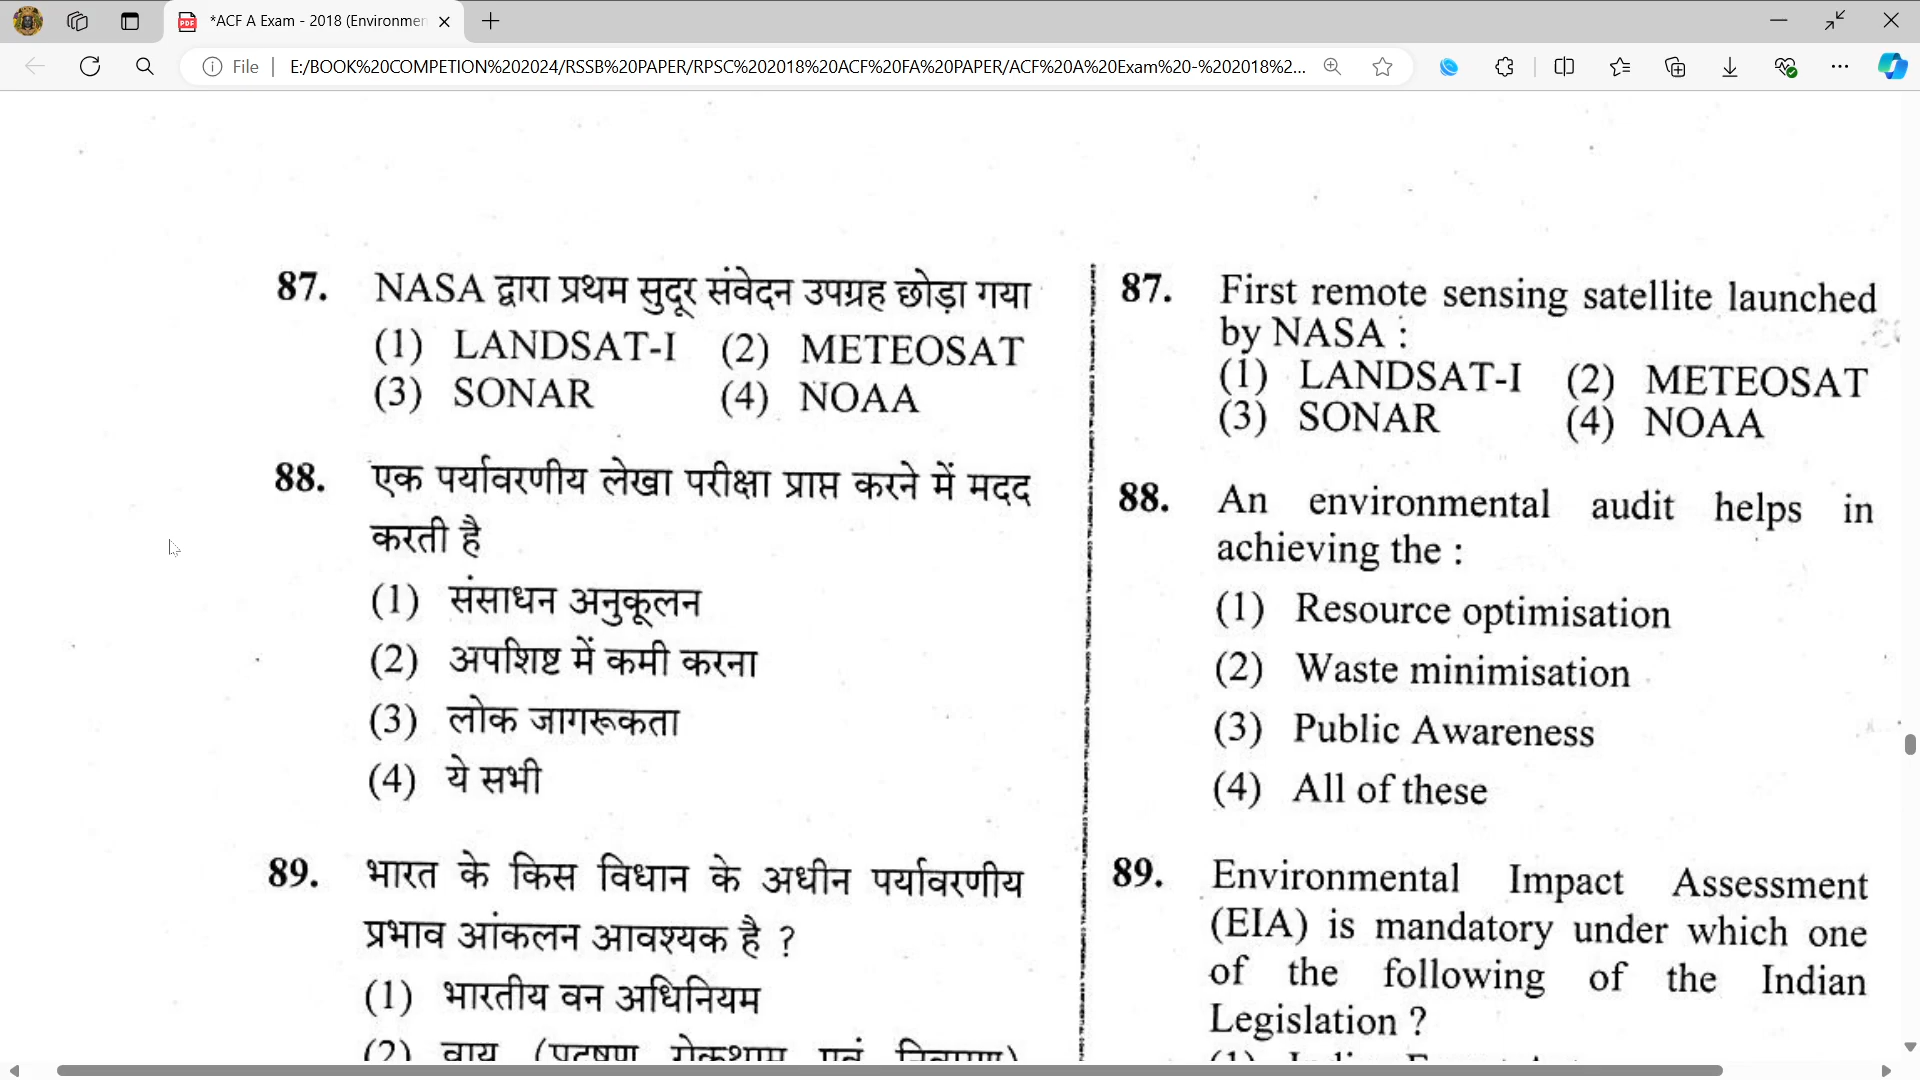 *ACF A Exam - 2018 (Environmen
File
E:/BOOK%20COMPETION%202024/RSSB%20PAPER/RPSC%202018%20ACF%20FA%20PAPER/ACF%20A%20Exam%20-%202018%2...
87. NASA द्वारा प्रथम सुदूर संवेदन उपग्रह छोड़ा गया
(1) LANDSAT-I (2) METEOSAT
(3) SONAR (4) NOAA
88. एक पर्यावरणीय लेखा परीक्षा प्राप्त करने में मदद
करती है
(1) संसाधन अनुकूलन
(2) अपशिष्ट में कमी करना
(3) लोक जागरूकता
(4) ये सभी
89. भारत के किस विधान के अधीन पर्यावरणीय
प्रभाव आंकलन आवश्यक है ?
(1) भारतीय वन अधिनियम
(2) वायु (प्रदूषण रोकथाम एवं निवारण)
87. First remote sensing satellite launched
by NASA :
(1) LANDSAT-I (2) METEOSAT
(3) SONAR (4) NOAA
88. An environmental audit helps in
achieving the :
(1) Resource optimisation
(2) Waste minimisation
(3) Public Awareness
(4) All of these
89. Environmental Impact Assessment
(EIA) is mandatory under which one
of the following of the Indian
Legislation ?